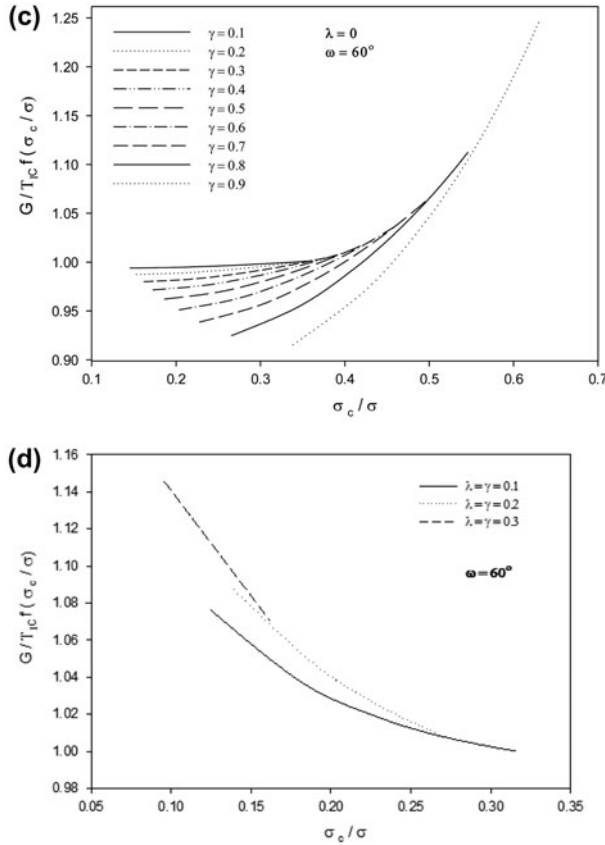 (c)
G/T_IC f(σ_c/σ)
1.25
1.20
1.15
1.10
1.05
1.00
0.95
0.90
γ=0.1
γ=0.2
γ=0.3
γ=0.4
γ=0.5
γ=0.6
γ=0.7
γ=0.8
γ=0.9
λ=0
ω=60°
0.1 0.2 0.3 0.4 0.5 0.6 0.7
σ_c/σ
(d)
G/T_IC f(σ_c/σ)
1.16
1.14
1.12
1.10
1.08
1.06
1.04
1.02
1.00
0.98
λ=γ=0.1
λ=γ=0.2
λ=γ=0.3
ω=60°
0.05 0.10 0.15 0.20 0.25 0.30 0.35
σ_c/σ